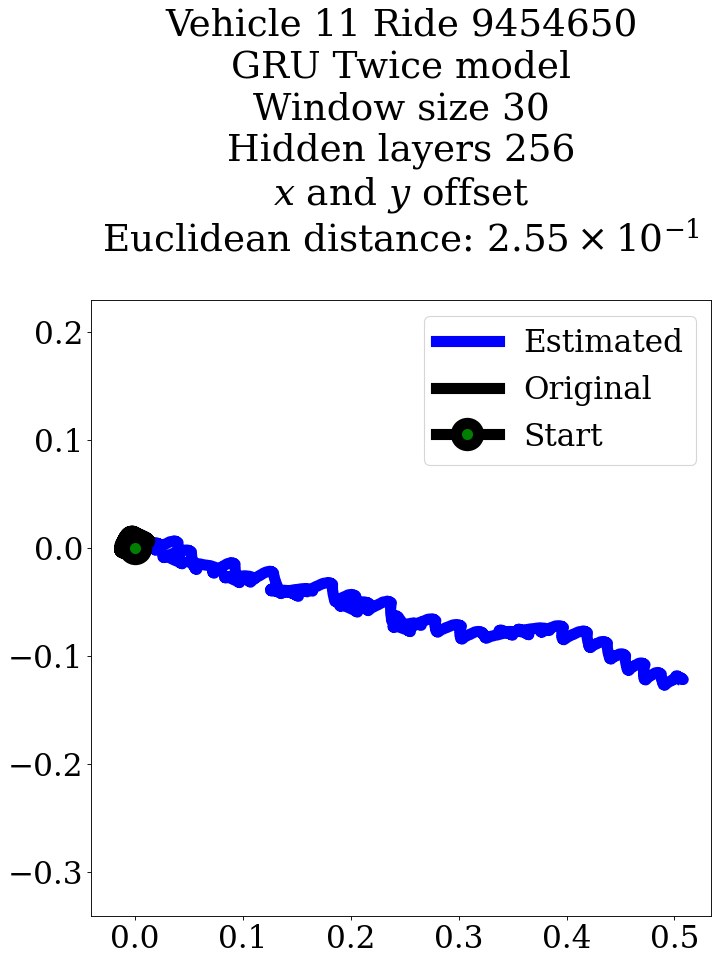 Vehicle 11 Ride 9454650
GRU Twice model
Window size 30
Hidden layers 256
x and y offset
Euclidean distance: 2.55 × 10⁻¹
Estimated
Original
Start
0.2
0.1
0.0
−0.1
−0.2
−0.3
0.0 0.1 0.2 0.3 0.4 0.5